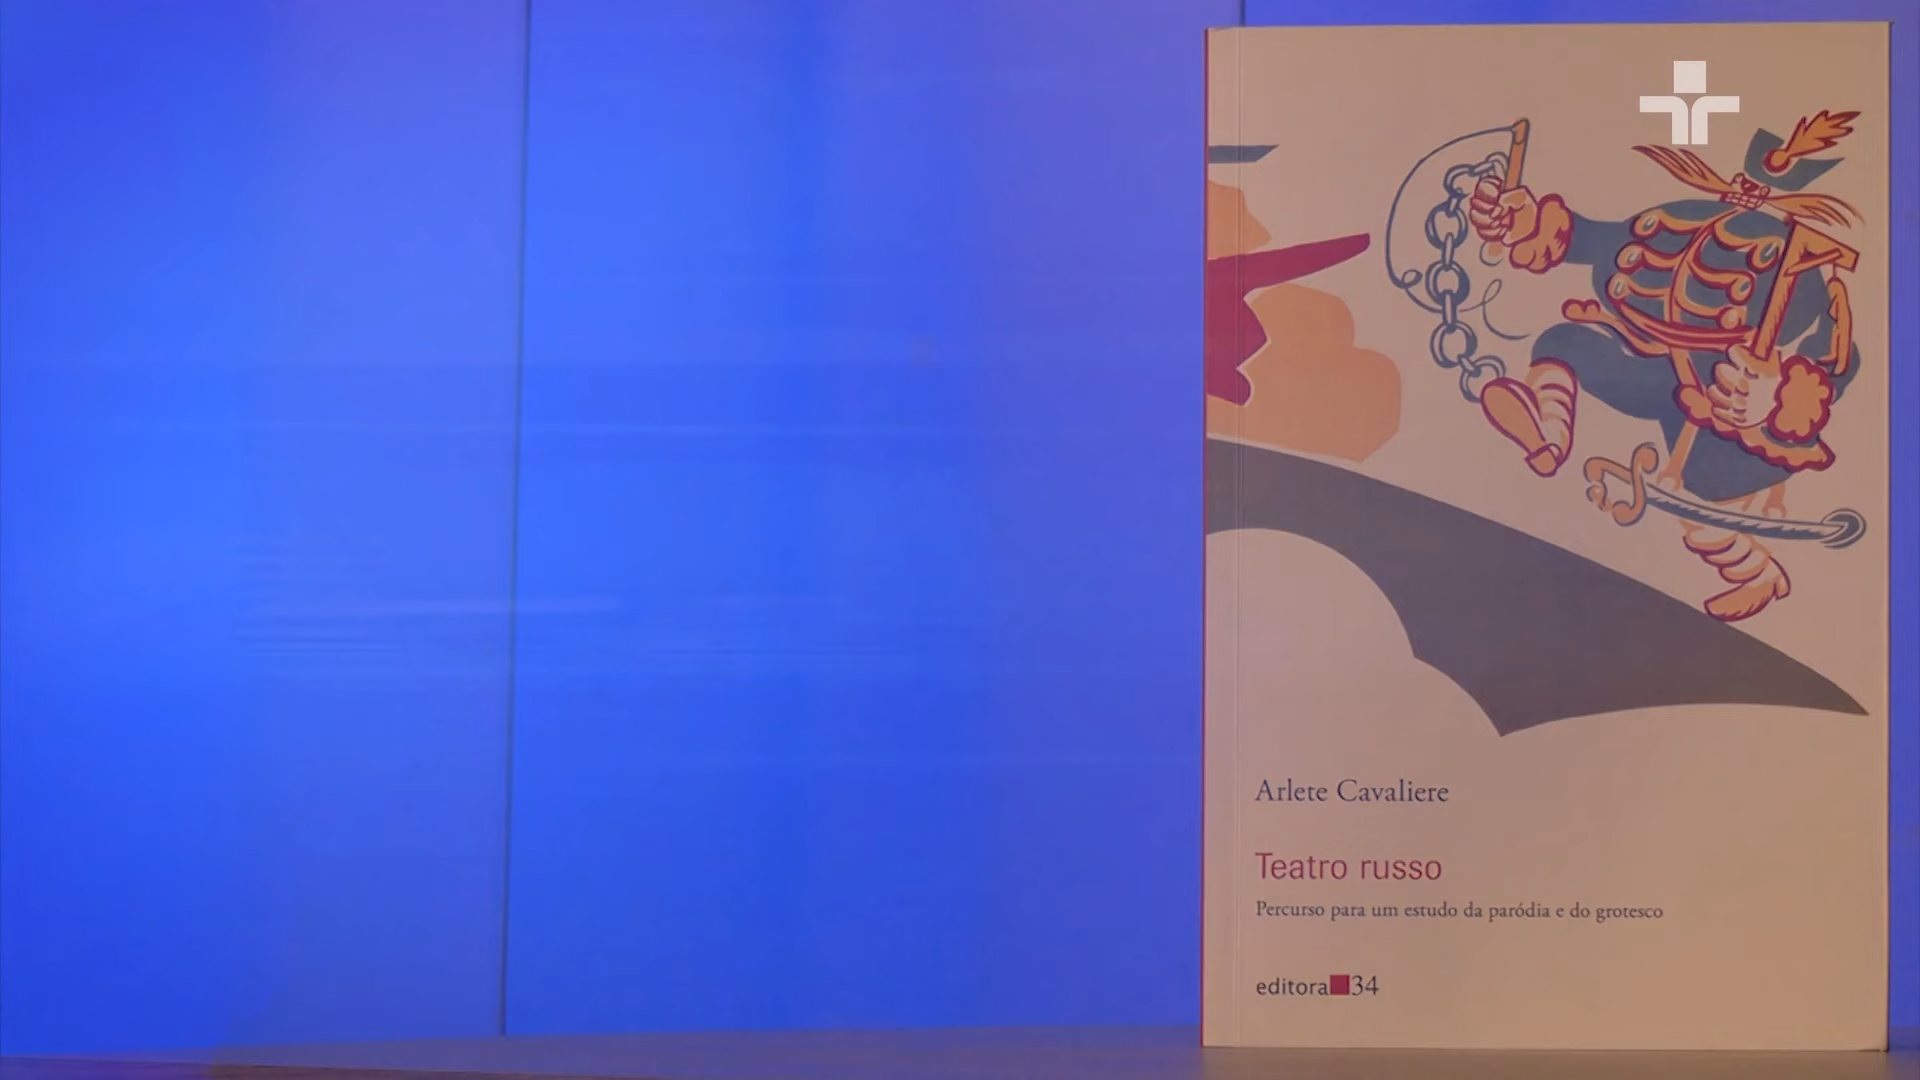 Arlete Cavaliere
Teatro russo
Percurso para um estudo da paródia e do grotesco
editora 34